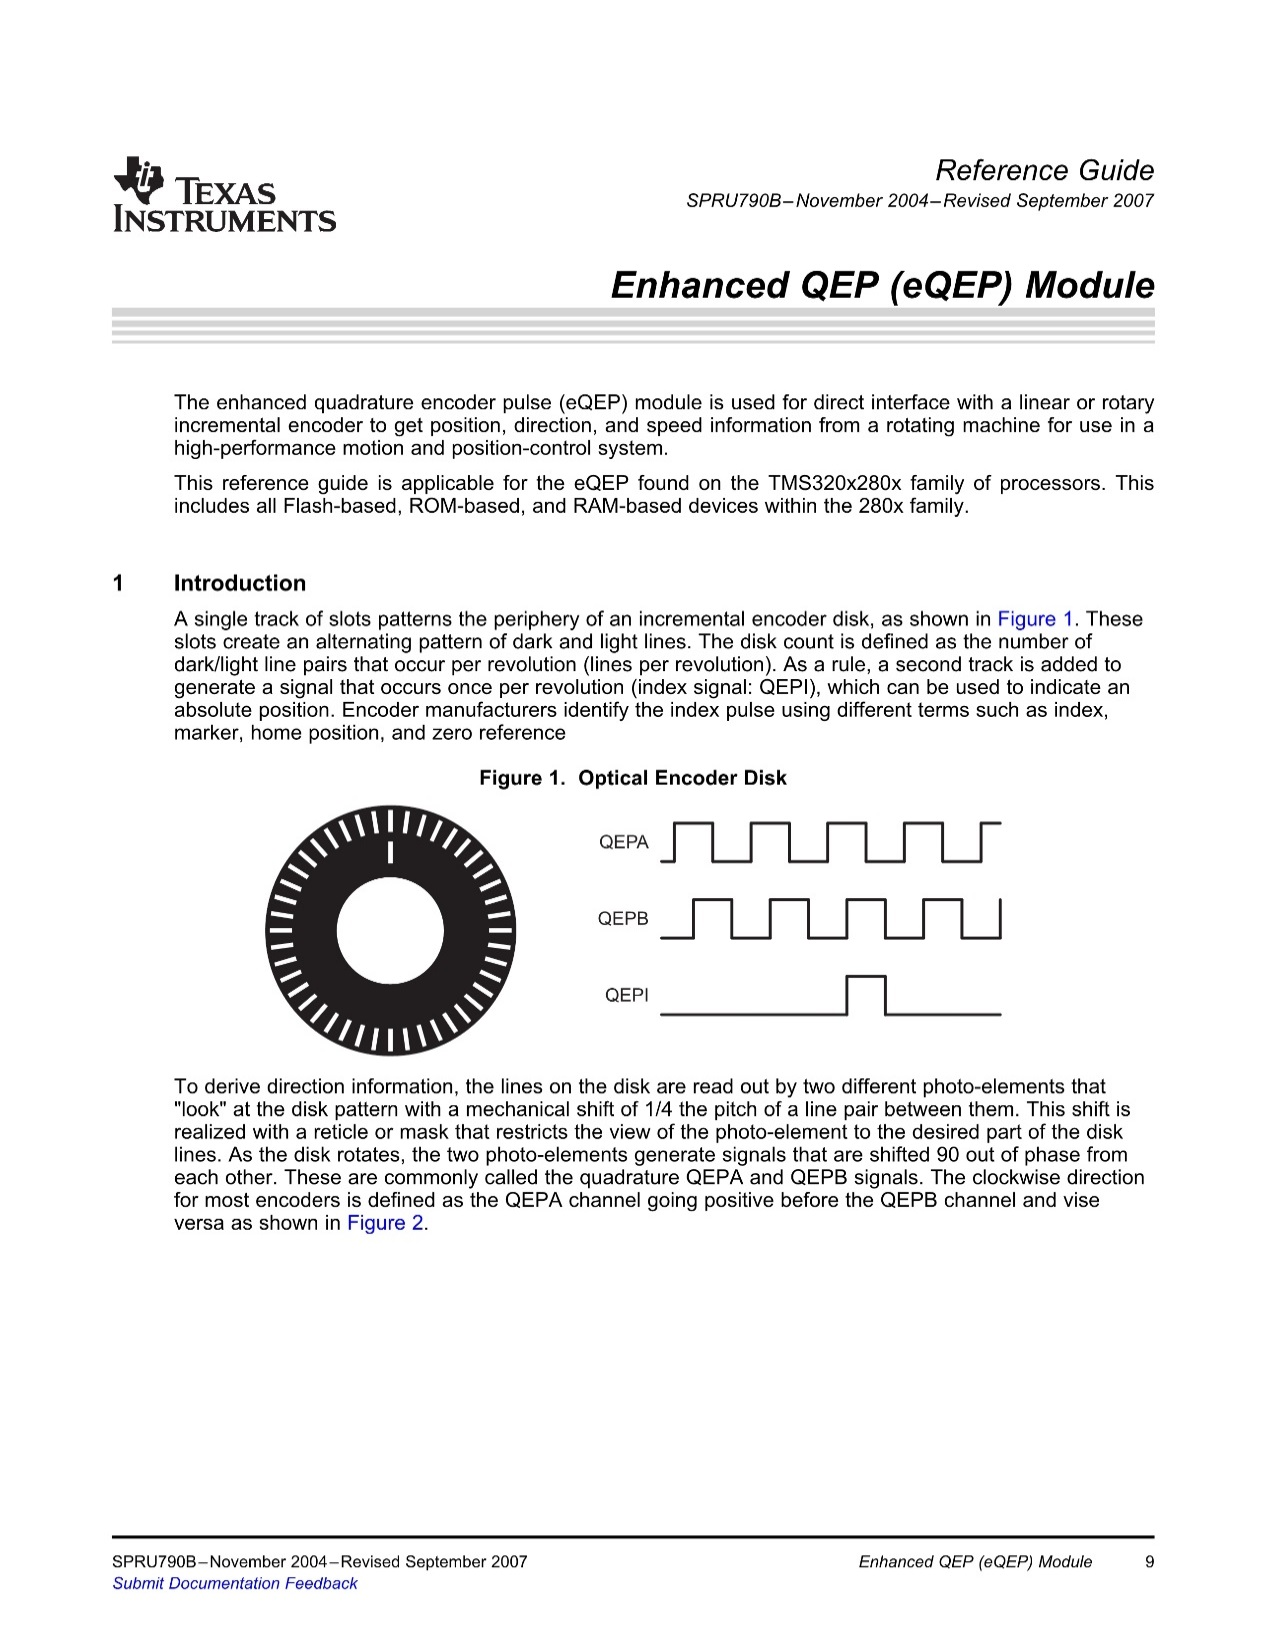 TEXAS
INSTRUMENTS
Reference Guide
SPRU790B–November 2004–Revised September 2007
Enhanced QEP (eQEP) Module
The enhanced quadrature encoder pulse (eQEP) module is used for direct interface with a linear or rotary
incremental encoder to get position, direction, and speed information from a rotating machine for use in a
high-performance motion and position-control system.
This reference guide is applicable for the eQEP found on the TMS320x280x family of processors. This
includes all Flash-based, ROM-based, and RAM-based devices within the 280x family.
1 Introduction
A single track of slots patterns the periphery of an incremental encoder disk, as shown in Figure 1. These
slots create an alternating pattern of dark and light lines. The disk count is defined as the number of
dark/light line pairs that occur per revolution (lines per revolution). As a rule, a second track is added to
generate a signal that occurs once per revolution (index signal: QEPI), which can be used to indicate an
absolute position. Encoder manufacturers identify the index pulse using different terms such as index,
marker, home position, and zero reference
Figure 1. Optical Encoder Disk
QEPA
QEPB
QEPI
To derive direction information, the lines on the disk are read out by two different photo-elements that
"look" at the disk pattern with a mechanical shift of 1/4 the pitch of a line pair between them. This shift is
realized with a reticle or mask that restricts the view of the photo-element to the desired part of the disk
lines. As the disk rotates, the two photo-elements generate signals that are shifted 90 out of phase from
each other. These are commonly called the quadrature QEPA and QEPB signals. The clockwise direction
for most encoders is defined as the QEPA channel going positive before the QEPB channel and vise
versa as shown in Figure 2.
SPRU790B–November 2004–Revised September 2007 Enhanced QEP (eQEP) Module 9
Submit Documentation Feedback